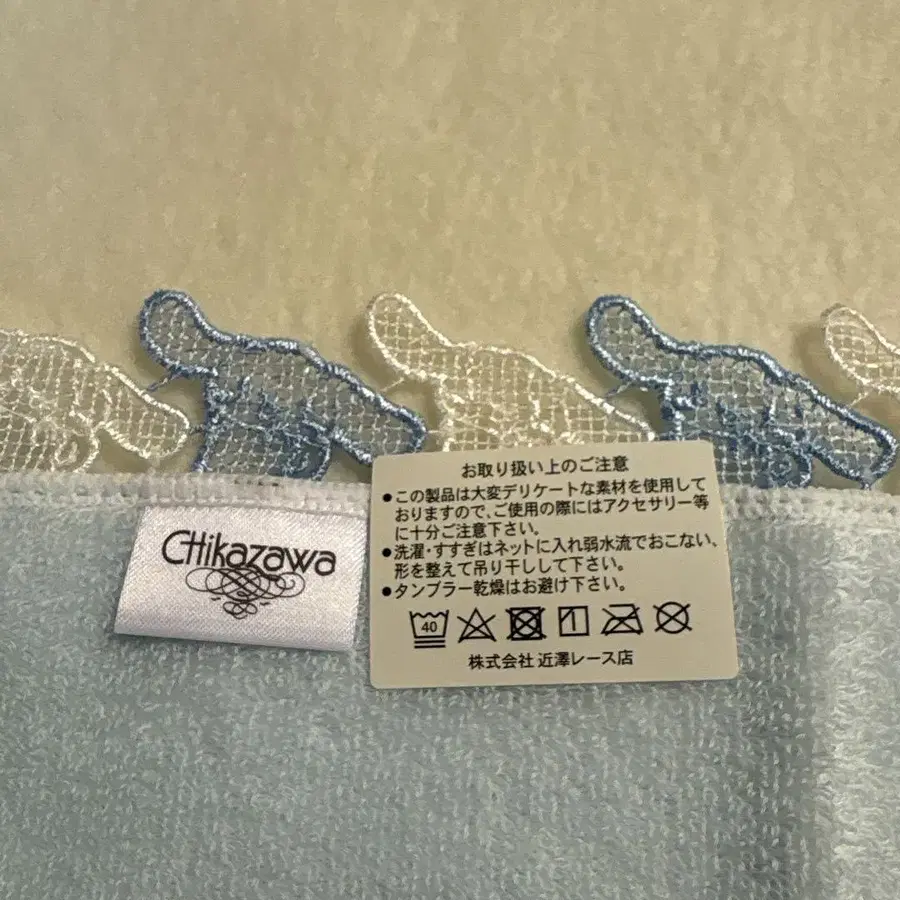 CHikazawa
お取り扱い上のご注意
●この製品は大変デリケートな素材を使用して
おりますので、ご使用の際にはアクセサリー等
に十分ご注意下さい。
●洗濯・すすぎはネットに入れ弱水流でおこない、
形を整えて吊り干しして下さい。
●タンブラー乾燥はお避け下さい。
40
株式会社 近澤レース店